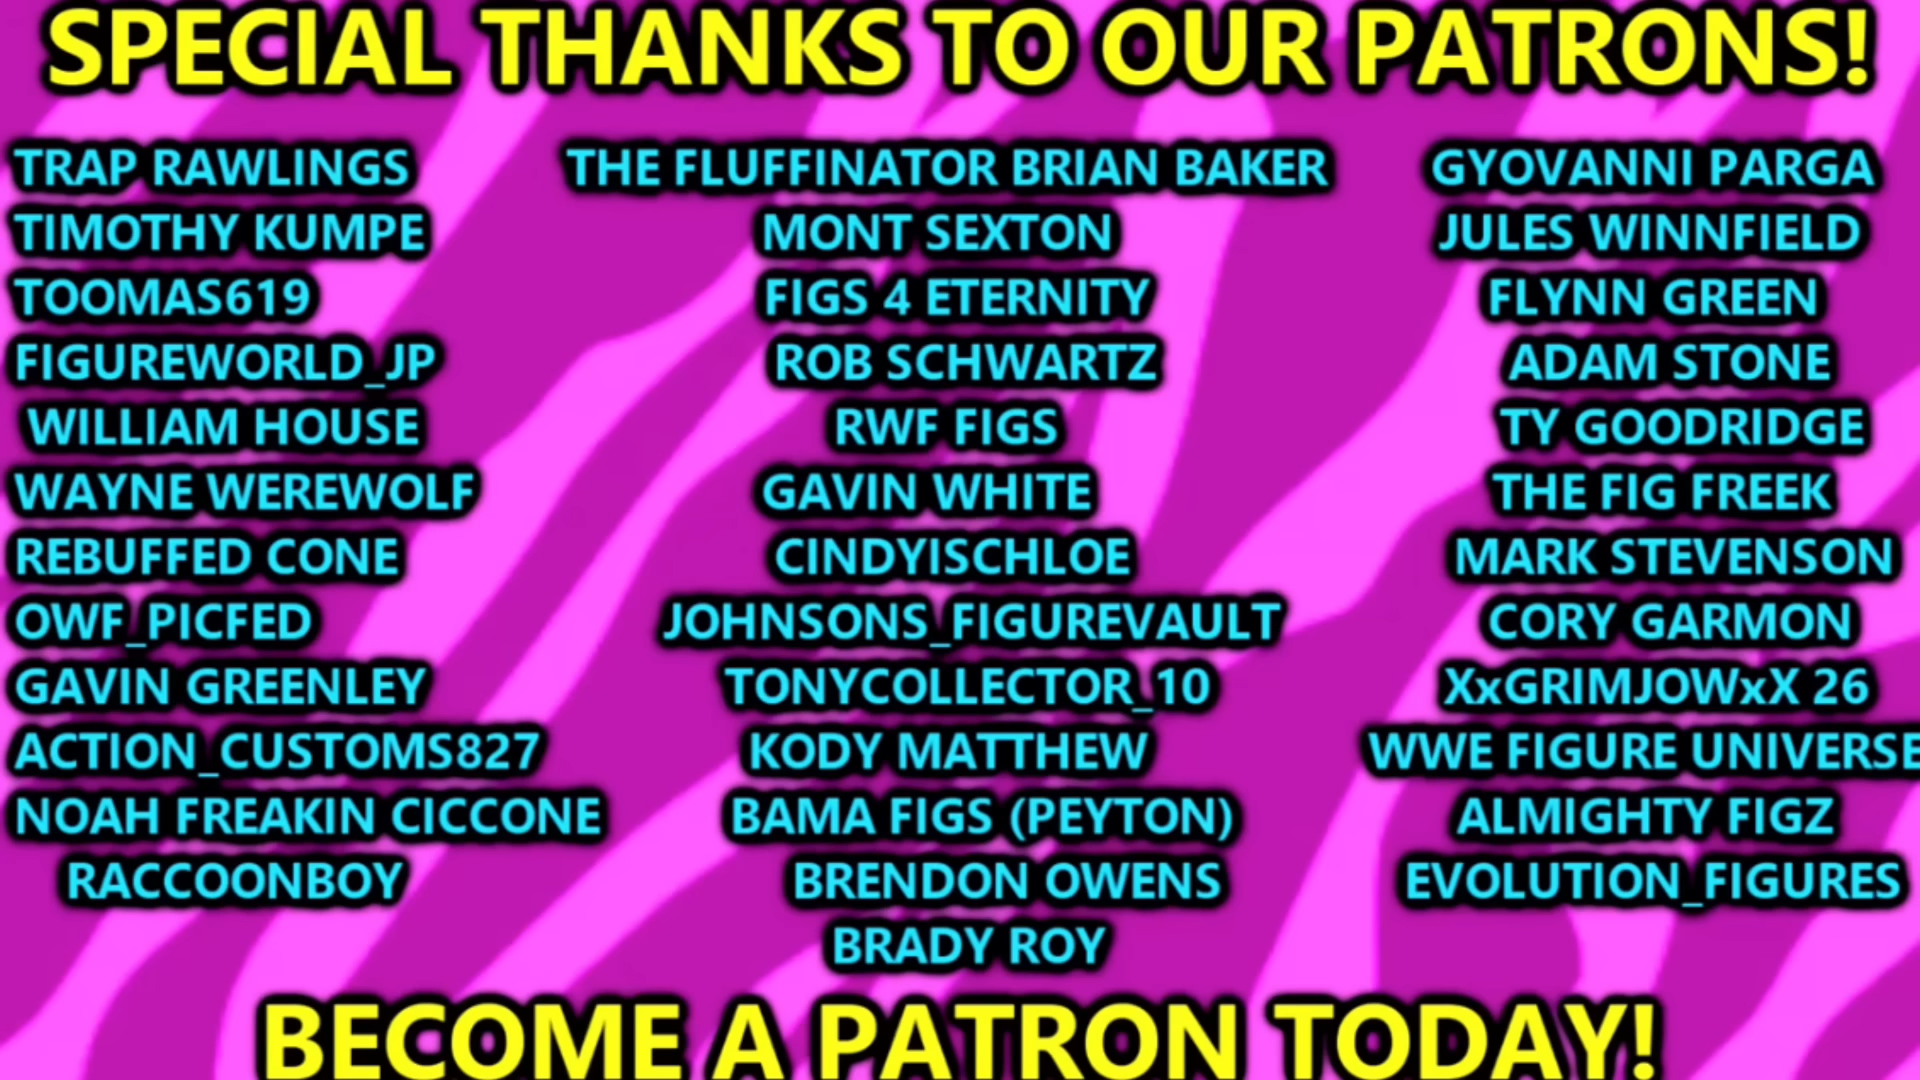 SPECIAL THANKS TO OUR PATRONS!
TRAP RAWLINGS
TIMOTHY KUMPE
TOOMAS619
FIGUREWORLD_JP
WILLIAM HOUSE
WAYNE WEREWOLF
REBUFFED CONE
OWF_PICFED
GAVIN GREENLEY
ACTION_CUSTOMS827
NOAH FREAKIN CICCONE
RACCOONBOY
THE FLUFFINATOR BRIAN BAKER
MONT SEXTON
FIGS 4 ETERNITY
ROB SCHWARTZ
RWF FIGS
GAVIN WHITE
CINDYISCHLOE
JOHNSONS_FIGUREVAULT
TONYCOLLECTOR_10
KODY MATTHEW
BAMA FIGS (PEYTON)
BRENDON OWENS
BRADY ROY
GYOVANNI PARGA
JULES WINNFIELD
FLYNN GREEN
ADAM STONE
TY GOODRIDGE
THE FIG FREEK
MARK STEVENSON
CORY GARMON
XxGRIMJOWxX 26
WWE FIGURE UNIVERSE
ALMIGHTY FIGZ
EVOLUTION_FIGURES
BECOME A PATRON TODAY!